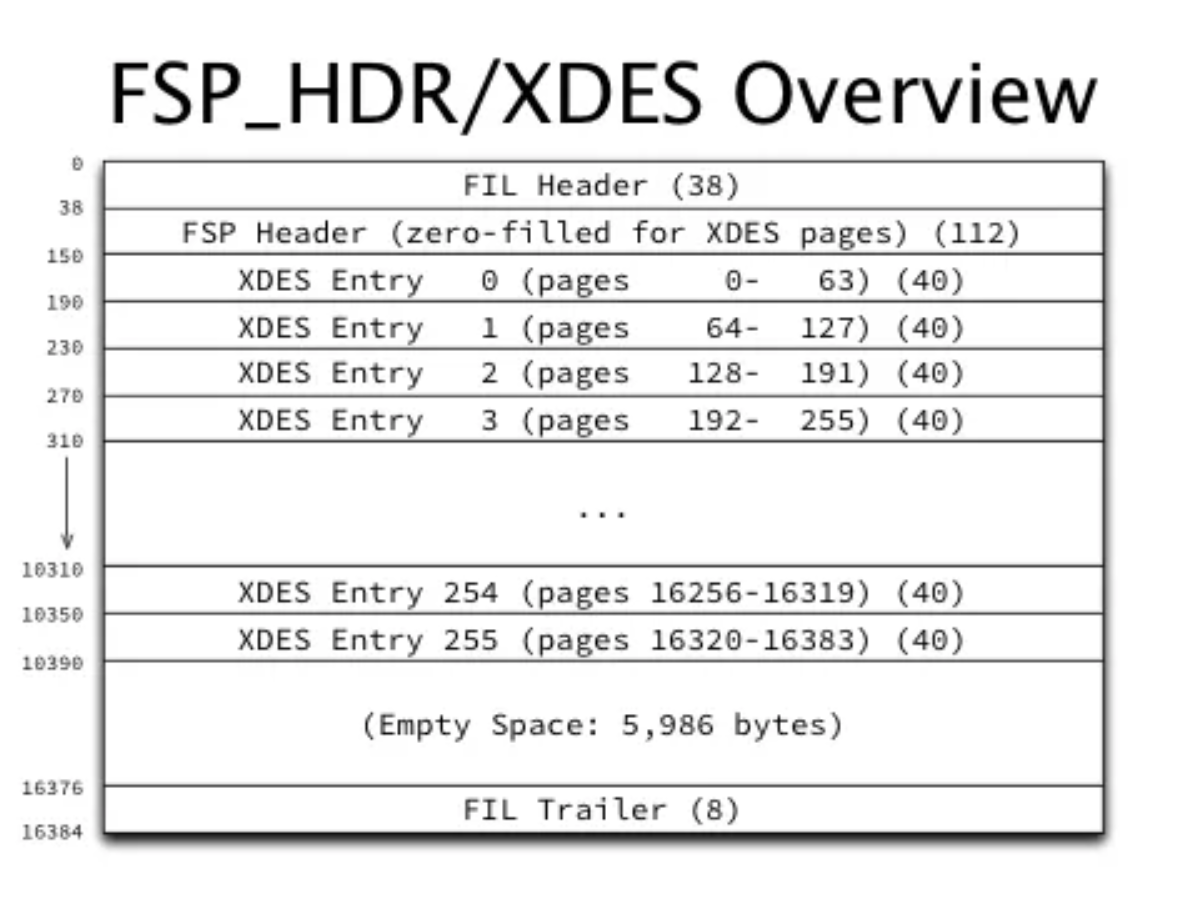 FSP_HDR/XDES Overview
0
FIL Header (38)
38
FSP Header (zero-filled for XDES pages) (112)
150
XDES Entry 0 (pages 0- 63) (40)
190
XDES Entry 1 (pages 64- 127) (40)
230
XDES Entry 2 (pages 128- 191) (40)
270
XDES Entry 3 (pages 192- 255) (40)
310
...
10310
XDES Entry 254 (pages 16256-16319) (40)
10350
XDES Entry 255 (pages 16320-16383) (40)
10390
(Empty Space: 5,986 bytes)
16376
FIL Trailer (8)
16384